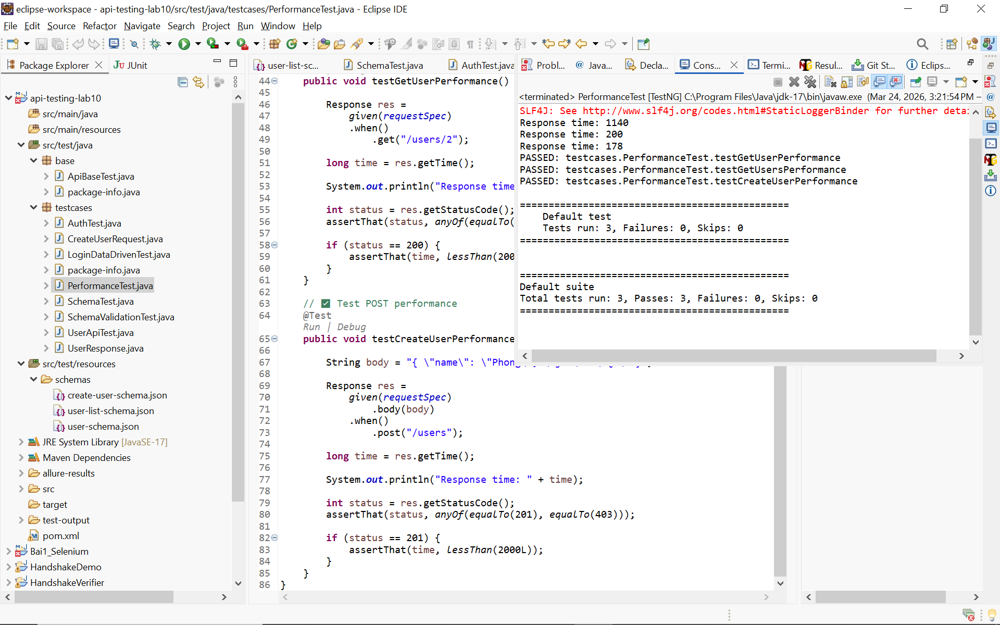 eclipse-workspace - api-testing-lab10/src/test/java/testcases/PerformanceTest.java - Eclipse IDE
File Edit Source Refactor Navigate Search Project Run Window Help
Package Explorer
JUnit
api-testing-lab10
src/main/java
src/main/resources
src/test/java
base
ApiBaseTest.java
package-info.java
testcases
AuthTest.java
CreateUserRequest.java
LoginDataDrivenTest.java
package-info.java
PerformanceTest.java
SchemaTest.java
SchemaValidationTest.java
UserApiTest.java
UserResponse.java
src/test/resources
schemas
create-user-schema.json
user-list-schema.json
user-schema.json
JRE System Library [JavaSE-17]
Maven Dependencies
allure-results
src
target
test-output
pom.xml
Bai1_Selenium
HandshakeDemo
HandshakeVerifier
user-list-sc...
SchemaTest.java
AuthTest.java
44 public void testGetUserPerformance()
45
46 Response res =
47 given(requestSpec)
48 .when()
49 .get("/users/2");
50
51 long time = res.getTime();
52
53 System.out.println("Response time
54
55 int status = res.getStatusCode();
56 assertThat(status, anyOf(equalTo(
57
58 if (status == 200) {
59 assertThat(time, lessThan(200
60 }
61 }
62
63 // ✅ Test POST performance
64 @Test
Run | Debug
65 public void testCreateUserPerformance
66
67 String body = "{ \"name\": \"Phon
68
69 Response res =
70 given(requestSpec)
71 .body(body)
72 .when()
73 .post("/users");
74
75 long time = res.getTime();
76
77 System.out.println("Response time: " + time);
78
79 int status = res.getStatusCode();
80 assertThat(status, anyOf(equalTo(201), equalTo(403)));
81
82 if (status == 201) {
83 assertThat(time, lessThan(2000L));
84 }
85 }
86 }
Probl... Java... Decla... Cons... Termi... Resul... Git St... Eclips...
<terminated> PerformanceTest [TestNG] C:\Program Files\Java\jdk-17\bin\javaw.exe (Mar 24, 2026, 3:21:54 PM –
SLF4J: See http://www.slf4j.org/codes.html#StaticLoggerBinder for further detai
Response time: 1140
Response time: 200
Response time: 178
PASSED: testcases.PerformanceTest.testGetUserPerformance
PASSED: testcases.PerformanceTest.testGetUsersPerformance
PASSED: testcases.PerformanceTest.testCreateUserPerformance
===============================================
Default test
Tests run: 3, Failures: 0, Skips: 0
===============================================
===============================================
Default suite
Total tests run: 3, Passes: 3, Failures: 0, Skips: 0
===============================================